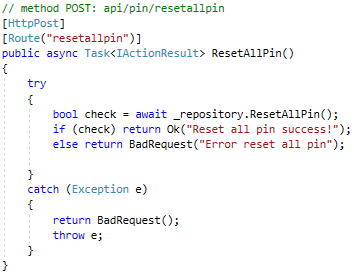 // method POST: api/pin/resetallpin
[HttpPost]
[Route("resetallpin")]
public async Task<IActionResult> ResetAllPin()
{
    try
    {
        bool check = await _repository.ResetAllPin();
        if (check) return Ok("Reset all pin success!");
        else return BadRequest("Error reset all pin");

    }
    catch (Exception e)
    {
        return BadRequest();
        throw e;
    }
}